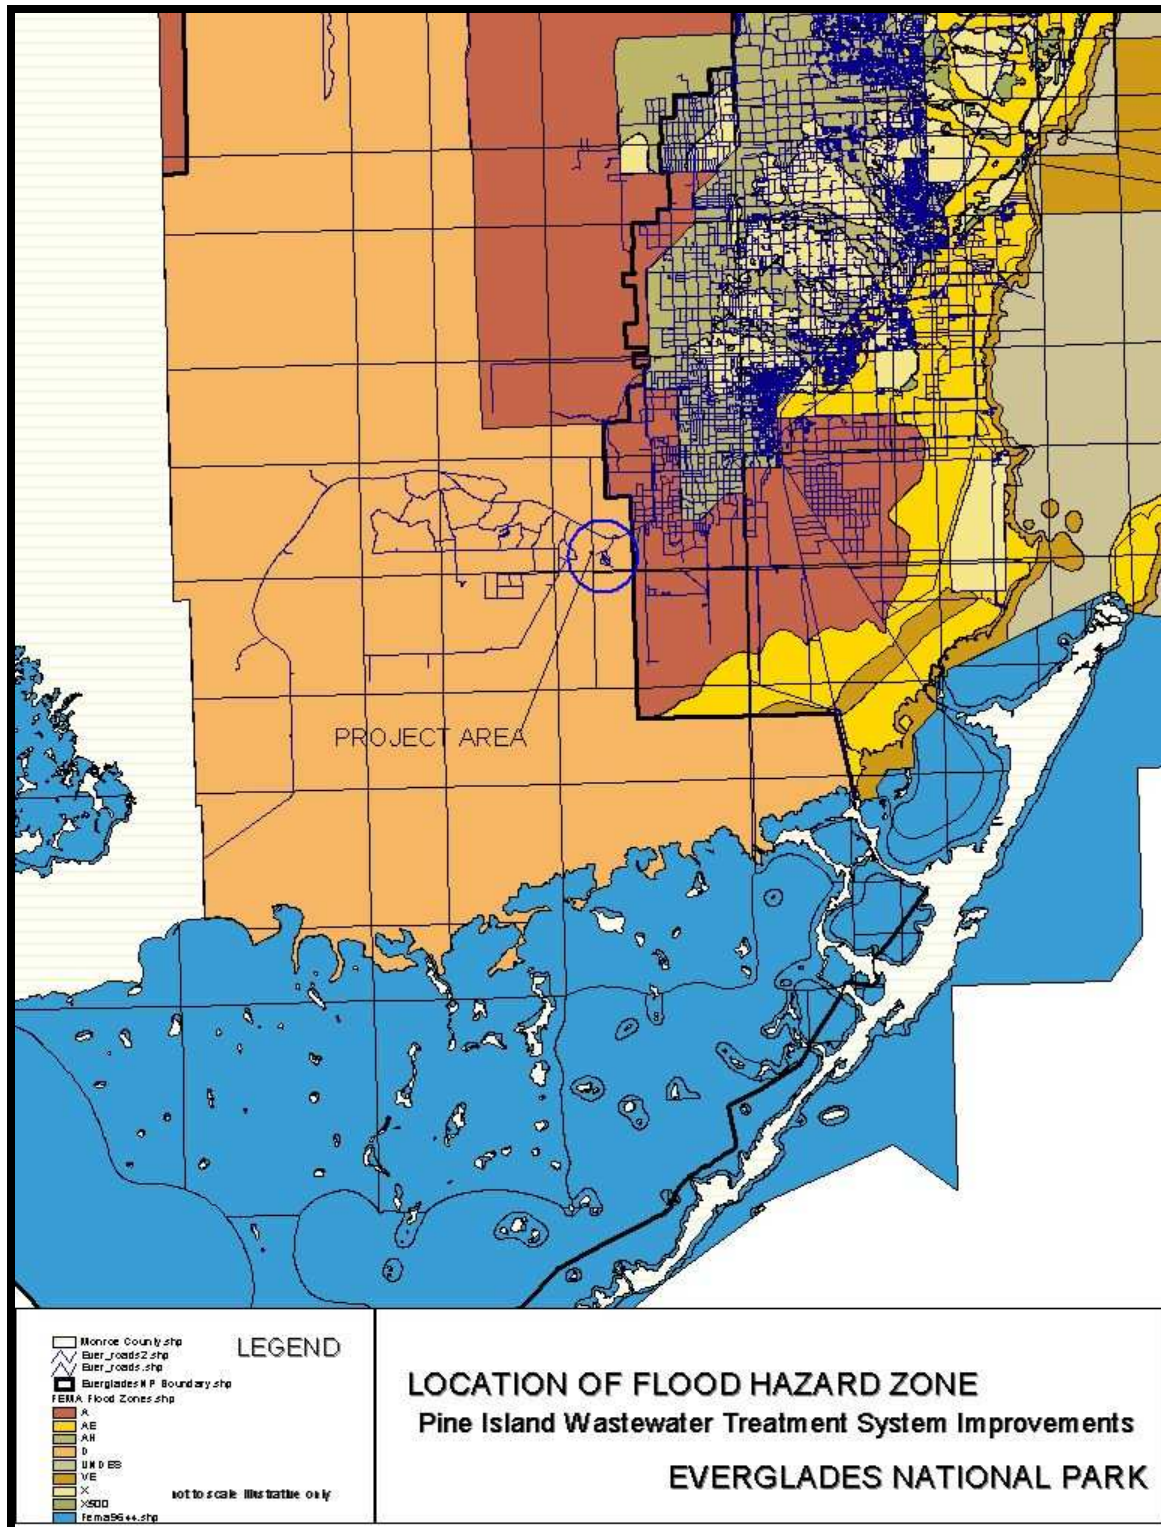 PROJECT AREA
LEGEND
Monroe County.shp
Ever_roads2.shp
Ever_roads.shp
Everglades NP Boundary.shp
FEMA Flood Zones.shp
A
AE
AH
D
UNDES
VE
X
X500
Fema96++.shp
not to scale illustrative only
LOCATION OF FLOOD HAZARD ZONE
Pine Island Wastewater Treatment System Improvements
EVERGLADES NATIONAL PARK